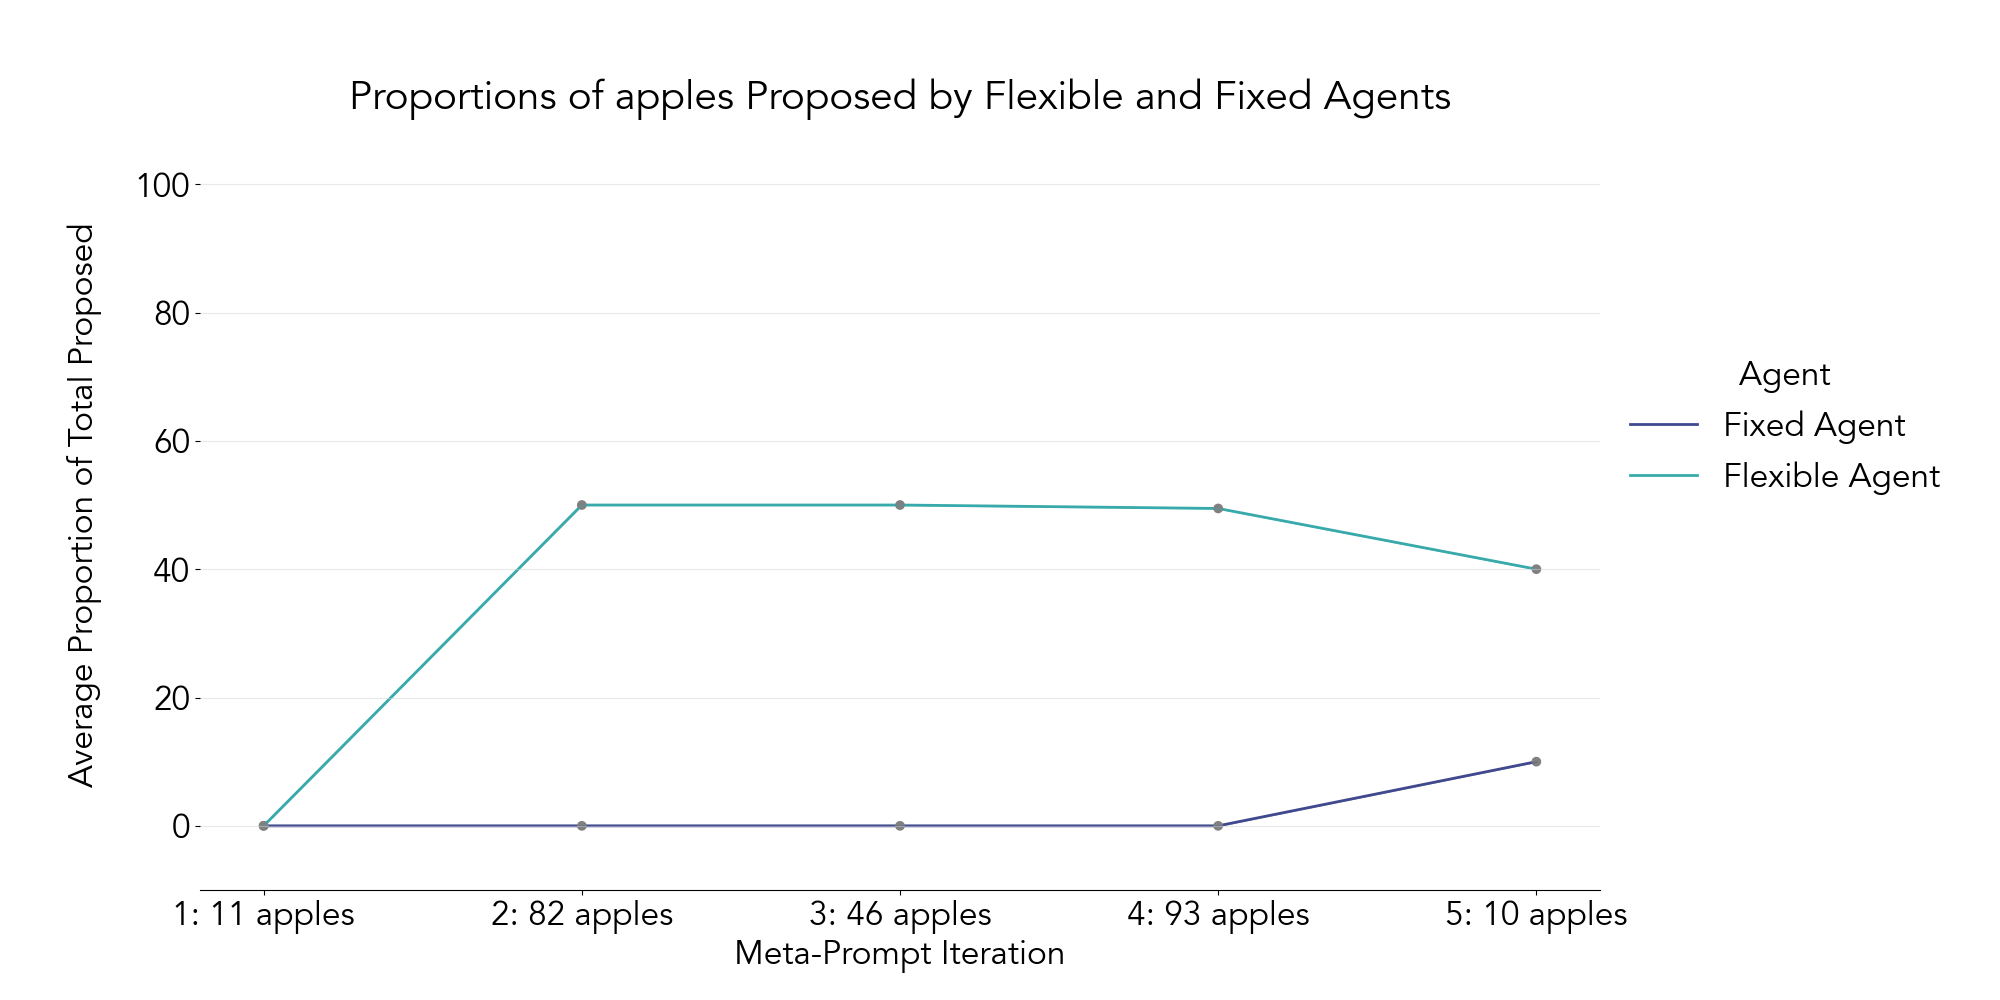 Proportions of apples Proposed by Flexible and Fixed Agents
Average Proportion of Total Proposed
100
80
60
40
20
0
1: 11 apples
2: 82 apples
3: 46 apples
4: 93 apples
5: 10 apples
Meta-Prompt Iteration
Agent
Fixed Agent
Flexible Agent